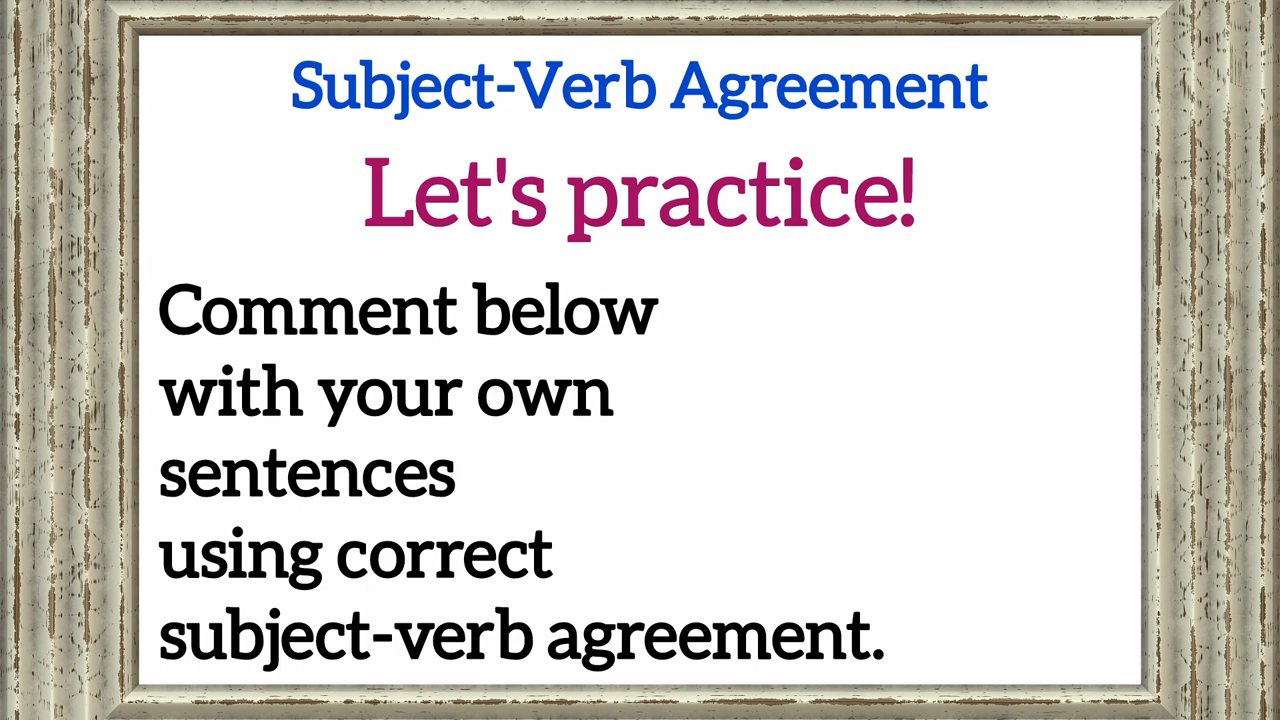 Subject-Verb Agreement
Let's practice!
Comment below
with your own
sentences
using correct
subject-verb agreement.